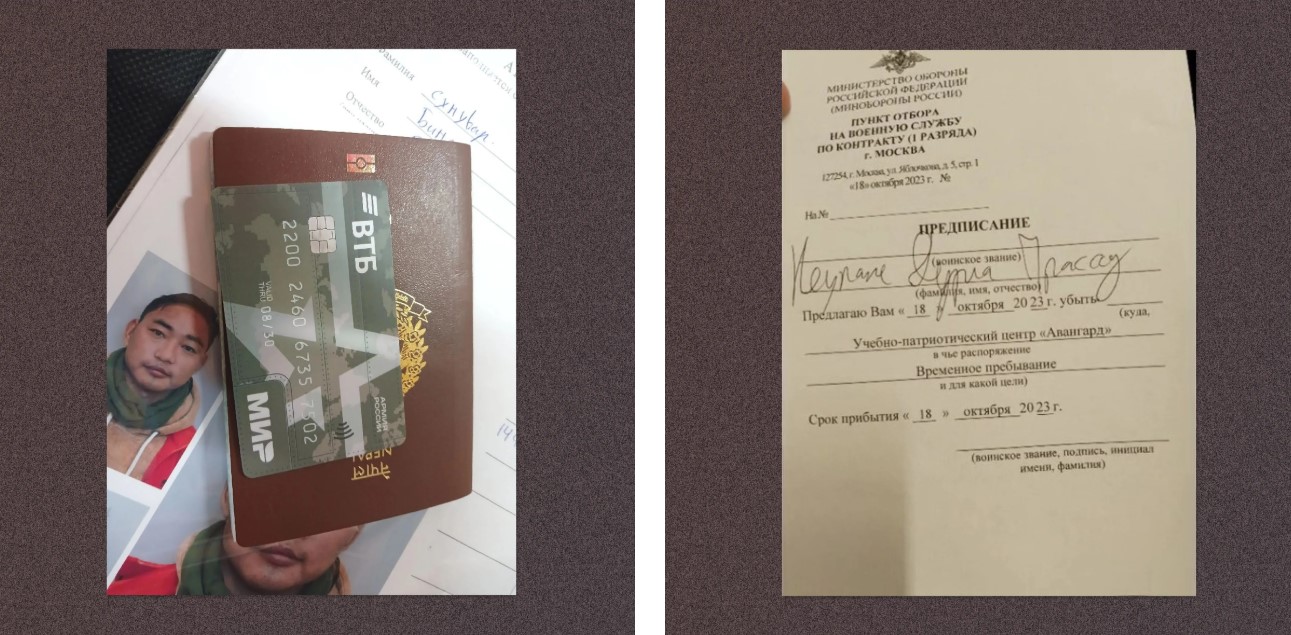 А
заполняется
Фамилия Сунувар
Имя Бин
Отчество
ВТБ
2200 2460 6735
VALID THRU 08/30
АРМИЯ РОССИИ
МИР
नेपाल
NEPAL
МИНИСТЕРСТВО ОБОРОНЫ
РОССИЙСКОЙ ФЕДЕРАЦИИ
(МИНОБОРОНЫ РОССИИ)
ПУНКТ ОТБОРА
НА ВОЕННУЮ СЛУЖБУ
ПО КОНТРАКТУ (1 РАЗРЯДА)
г. МОСКВА
127254, г. Москва, ул. Яблочкова, д. 5, стр. 1
«18» октября 2023 г. №
На №
ПРЕДПИСАНИЕ
(воинское звание)
Неупане Прасад
(фамилия, имя, отчество)
Предлагаю Вам « 18 » октября 20 23 г. убыть
(куда,
Учебно-патриотический центр «Авангард»
в чье распоряжение
Временное пребывание
и для какой цели)
Срок прибытия « 18 » октября 20 23 г.
(воинское звание, подпись, инициал
имени, фамилия)